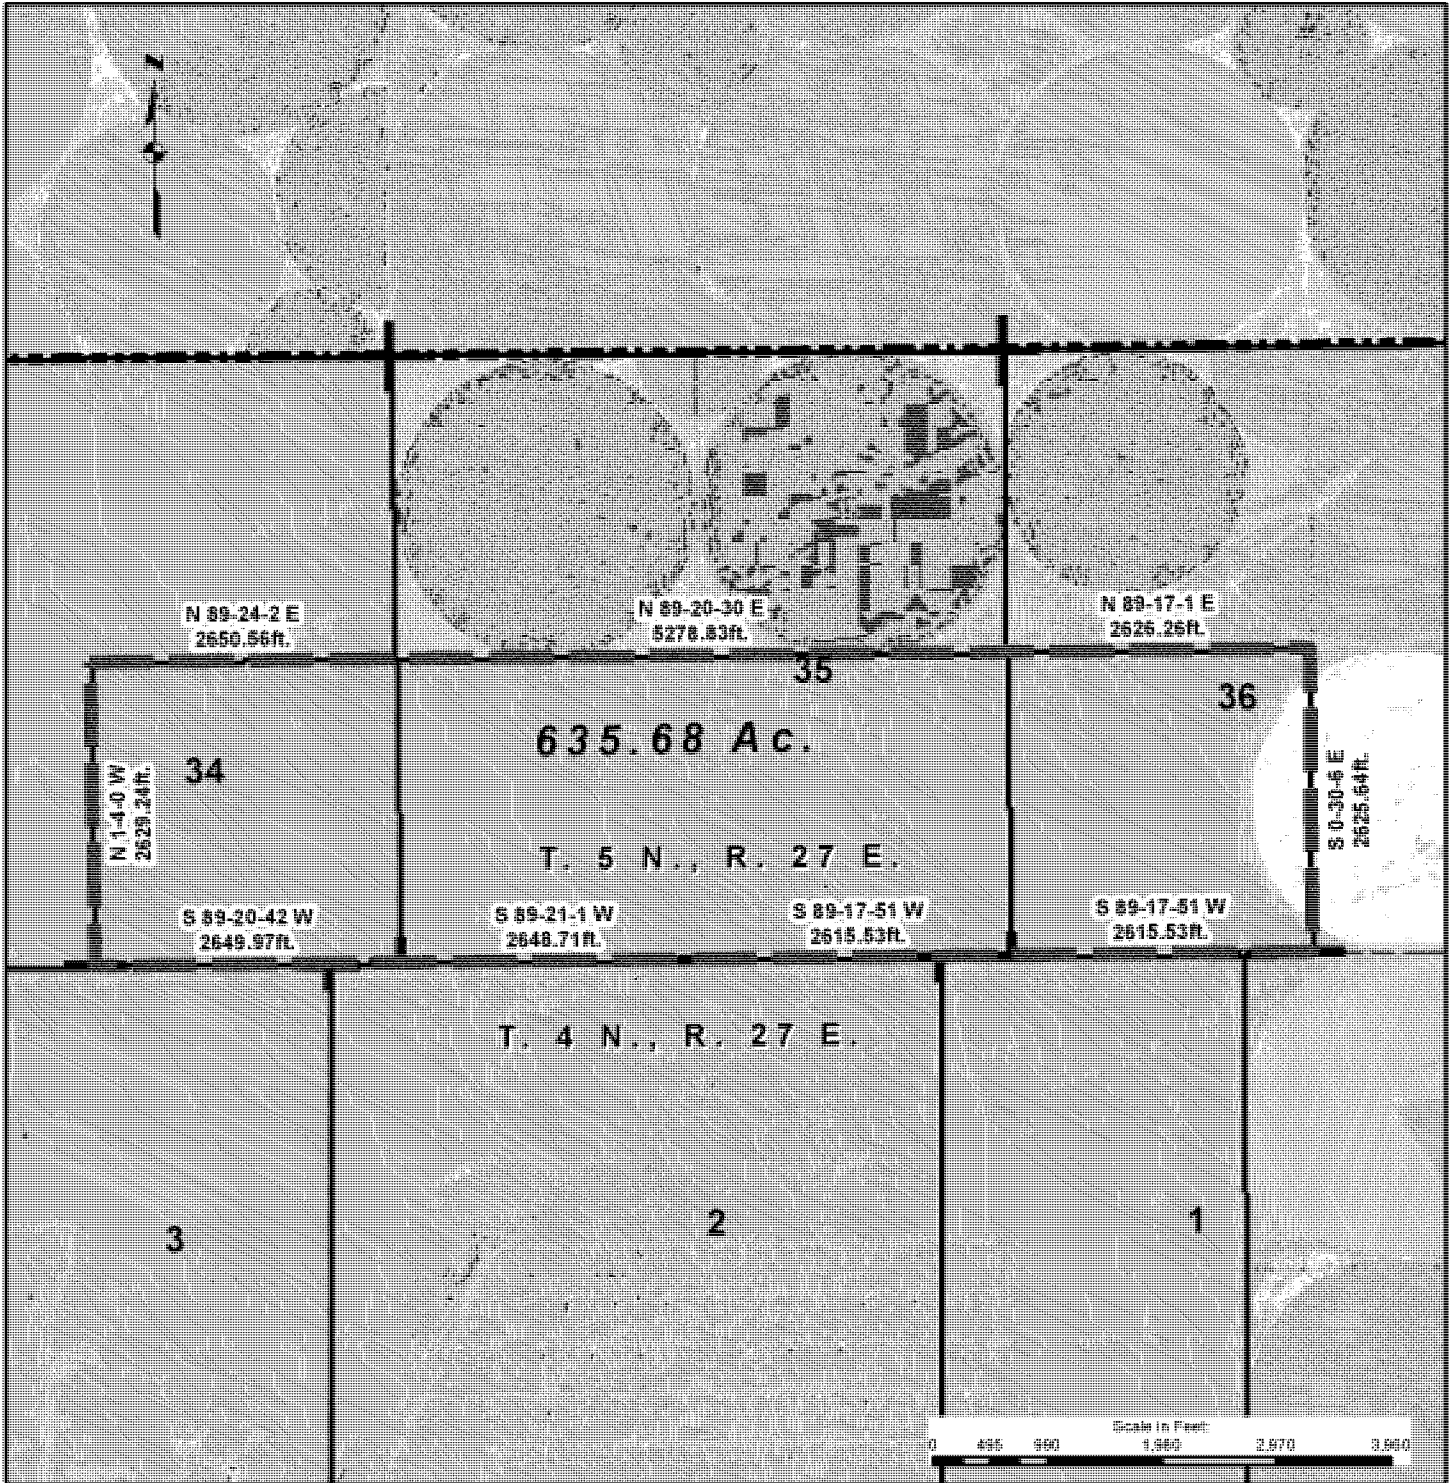 N 89-24-2 E
2650.56ft.
N 89-20-30 E
5278.83ft.
N 89-17-1 E
2626.26ft.
35
36
635.68 Ac.
34
N 1-4-0 W
2629.24ft.
S 0-30-6 E
2625.64ft.
T. 5 N., R. 27 E.
S 89-20-42 W
2649.97ft.
S 89-21-1 W
2648.71ft.
S 89-17-51 W
2615.53ft.
S 89-17-51 W
2615.53ft.
T. 4 N., R. 27 E.
3
2
1
Scale in Feet:
0 495 990 1,980 2,970 3,960